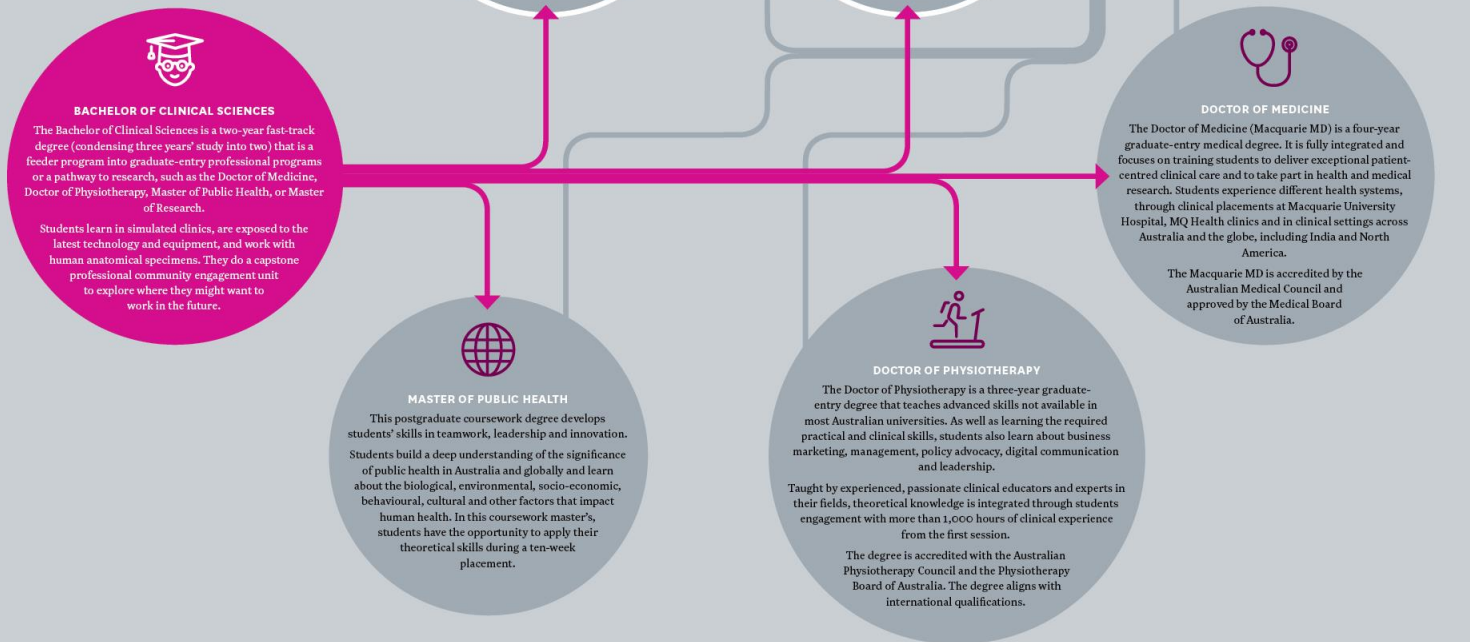 BACHELOR OF CLINICAL SCIENCES
The Bachelor of Clinical Sciences is a two-year fast-track
degree (condensing three years' study into two) that is a
feeder program into graduate-entry professional programs
or a pathway to research, such as the Doctor of Medicine,
Doctor of Physiotherapy, Master of Public Health, or Master
of Research.
Students learn in simulated clinics, are exposed to the
latest technology and equipment, and work with
human anatomical specimens. They do a capstone
professional community engagement unit
to explore where they might want to
work in the future.
MASTER OF PUBLIC HEALTH
This postgraduate coursework degree develops
students' skills in teamwork, leadership and innovation.
Students build a deep understanding of the significance
of public health in Australia and globally and learn
about the biological, environmental, socio-economic,
behavioural, cultural and other factors that impact
human health. In this coursework master's,
students have the opportunity to apply their
theoretical skills during a ten-week
placement.
DOCTOR OF PHYSIOTHERAPY
The Doctor of Physiotherapy is a three-year graduate-
entry degree that teaches advanced skills not available in
most Australian universities. As well as learning the required
practical and clinical skills, students also learn about business
marketing, management, policy advocacy, digital communication
and leadership.
Taught by experienced, passionate clinical educators and experts in
their fields, theoretical knowledge is integrated through students
engagement with more than 1,000 hours of clinical experience
from the first session.
The degree is accredited with the Australian
Physiotherapy Council and the Physiotherapy
Board of Australia. The degree aligns with
international qualifications.
DOCTOR OF MEDICINE
The Doctor of Medicine (Macquarie MD) is a four-year
graduate-entry medical degree. It is fully integrated and
focuses on training students to deliver exceptional patient-
centred clinical care and to take part in health and medical
research. Students experience different health systems,
through clinical placements at Macquarie University
Hospital, MQ Health clinics and in clinical settings across
Australia and the globe, including India and North
America.
The Macquarie MD is accredited by the
Australian Medical Council and
approved by the Medical Board
of Australia.